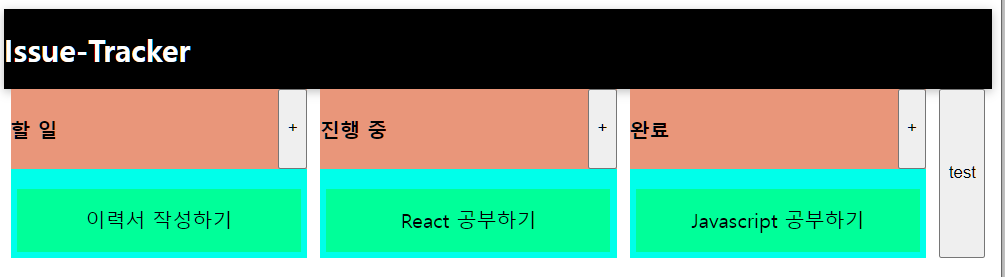 Issue-Tracker
할 일 +
진행 중 +
완료 +
test
이력서 작성하기
React 공부하기
Javascript 공부하기